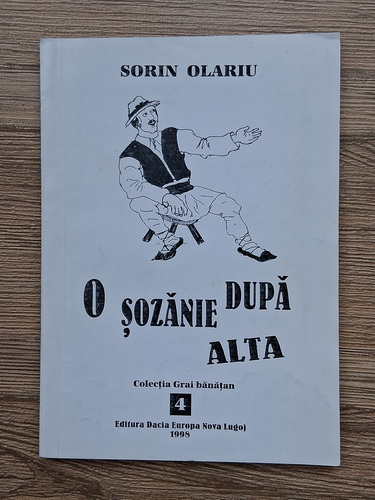 SORIN OLARIU
O ȘOZĂNIE DUPĂ
ALTA
Colecția Grai bănățan
4
Editura Dacia Europa Nova Lugoj
1998